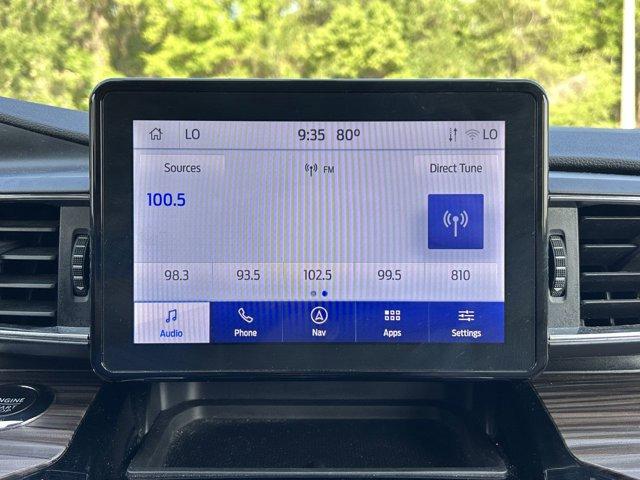 LO 9:35 80° LO
Sources FM Direct Tune
100.5
98.3 93.5 102.5 99.5 810
Audio Phone Nav Apps Settings